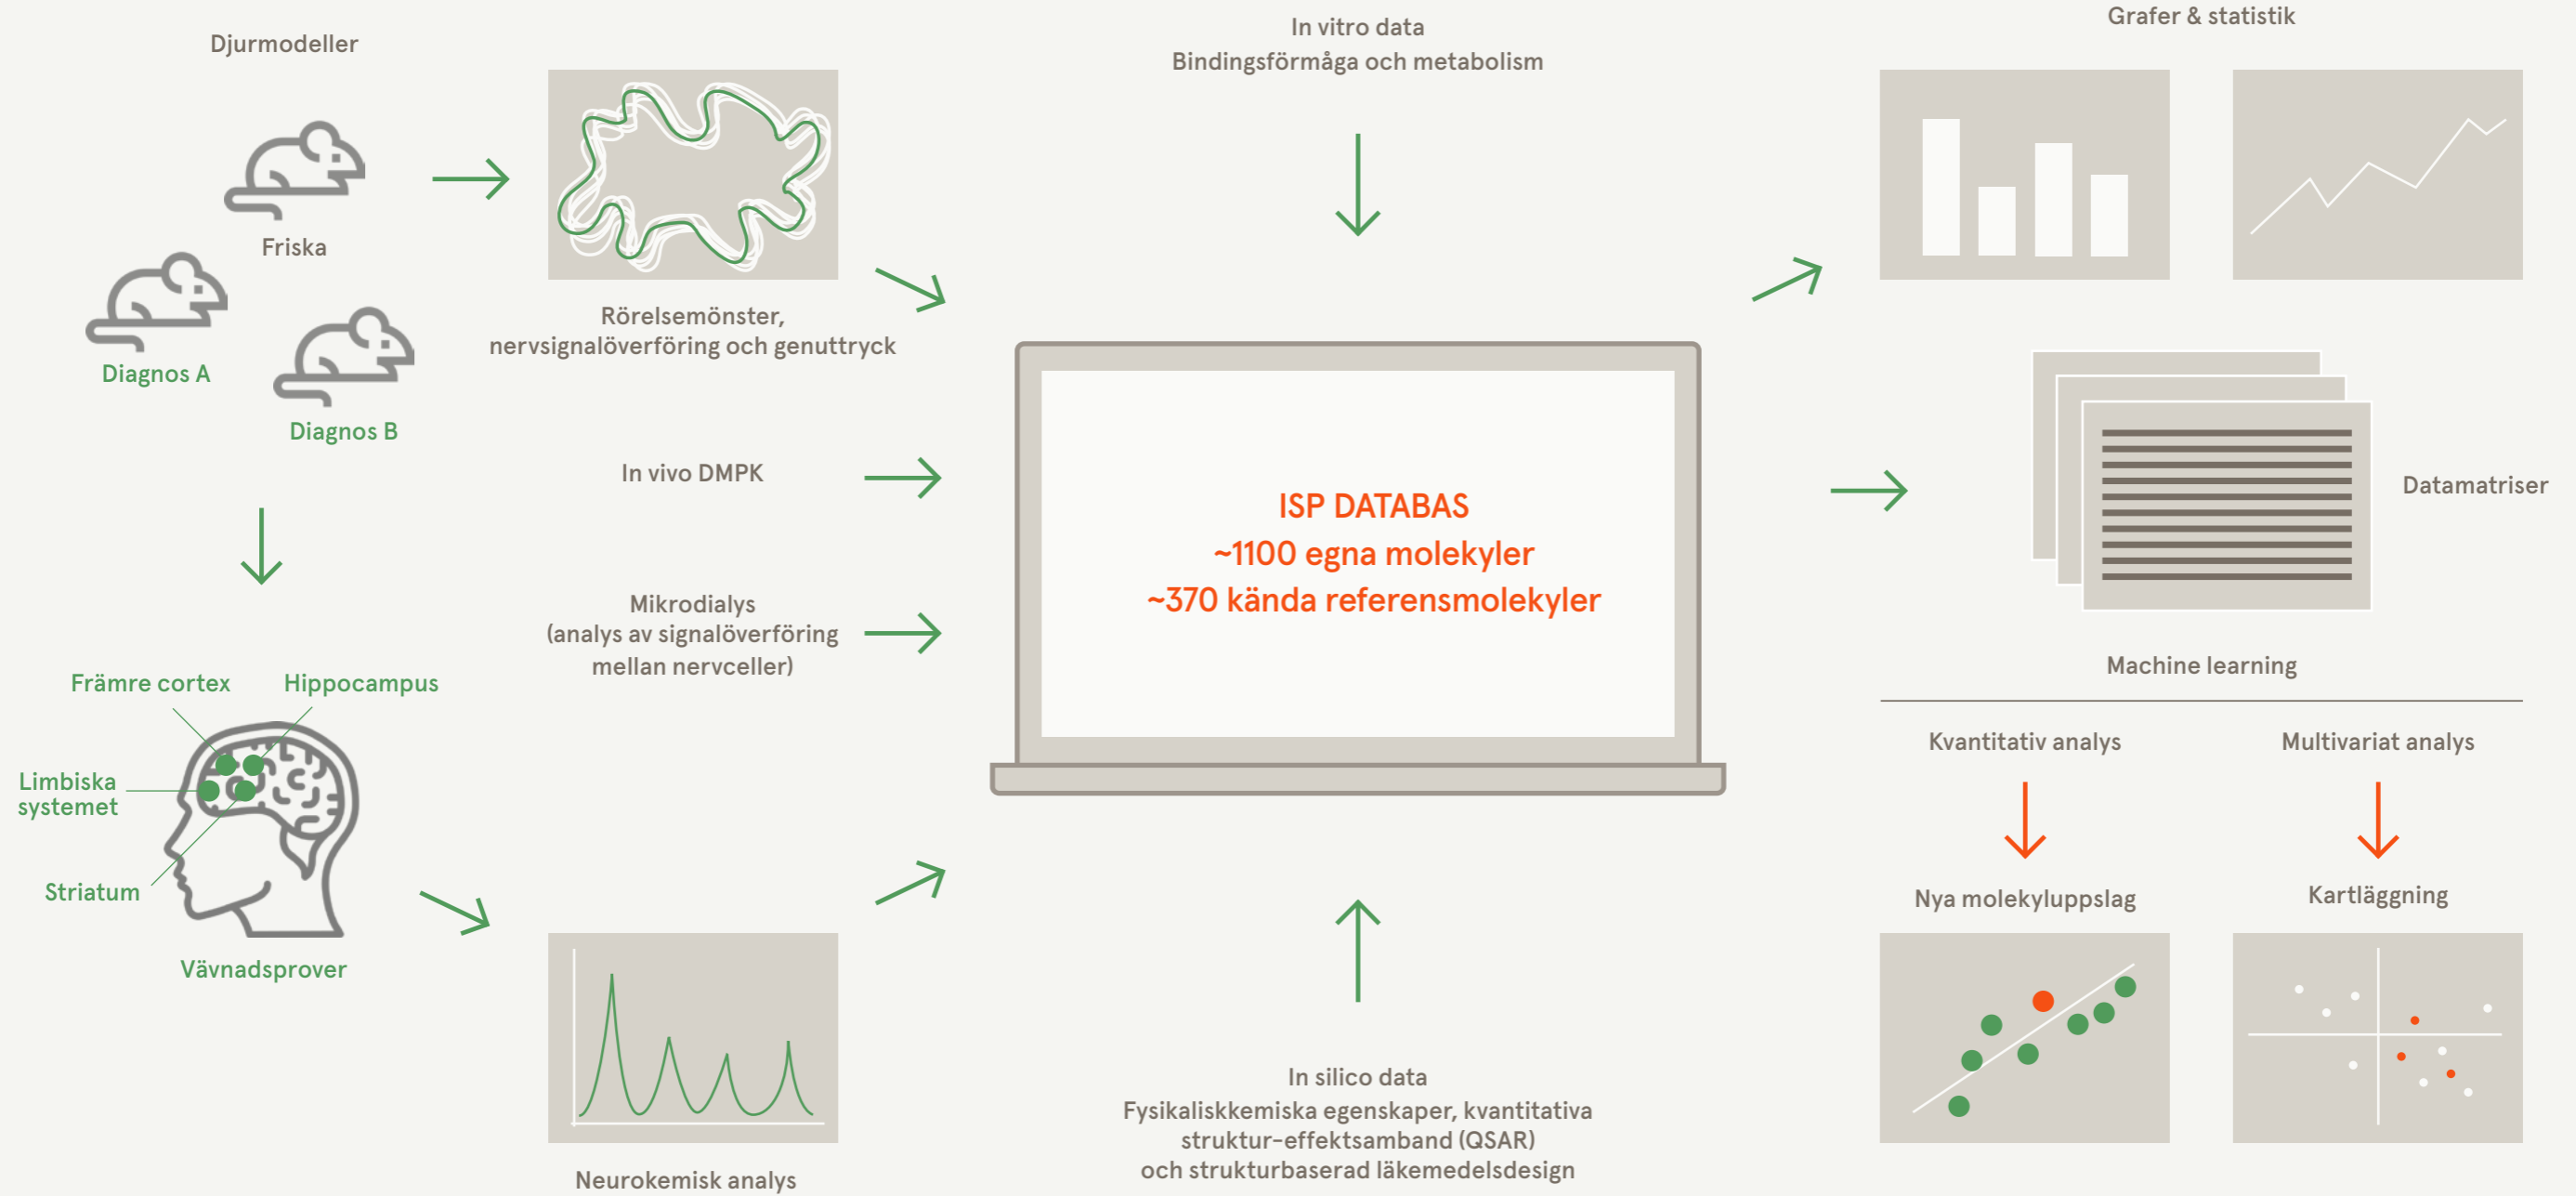 Djurmodeller
Friska
Diagnos A
Diagnos B
Rörelsemönster,
nervsignalöverföring och genuttryck
In vivo DMPK
Mikrodialys
(analys av signalöverföring
mellan nervceller)
Främre cortex
Hippocampus
Limbiska
systemet
Striatum
Vävnadsprover
Neurokemisk analys
In vitro data
Bindingsförmåga och metabolism
ISP DATABAS
~1100 egna molekyler
~370 kända referensmolekyler
In silico data
Fysikaliskkemiska egenskaper, kvantitativa
struktur-effektsamband (QSAR)
och strukturbaserad läkemedelsdesign
Grafer & statistik
Datamatriser
Machine learning
Kvantitativ analys
Multivariat analys
Nya molekyluppslag
Kartläggning